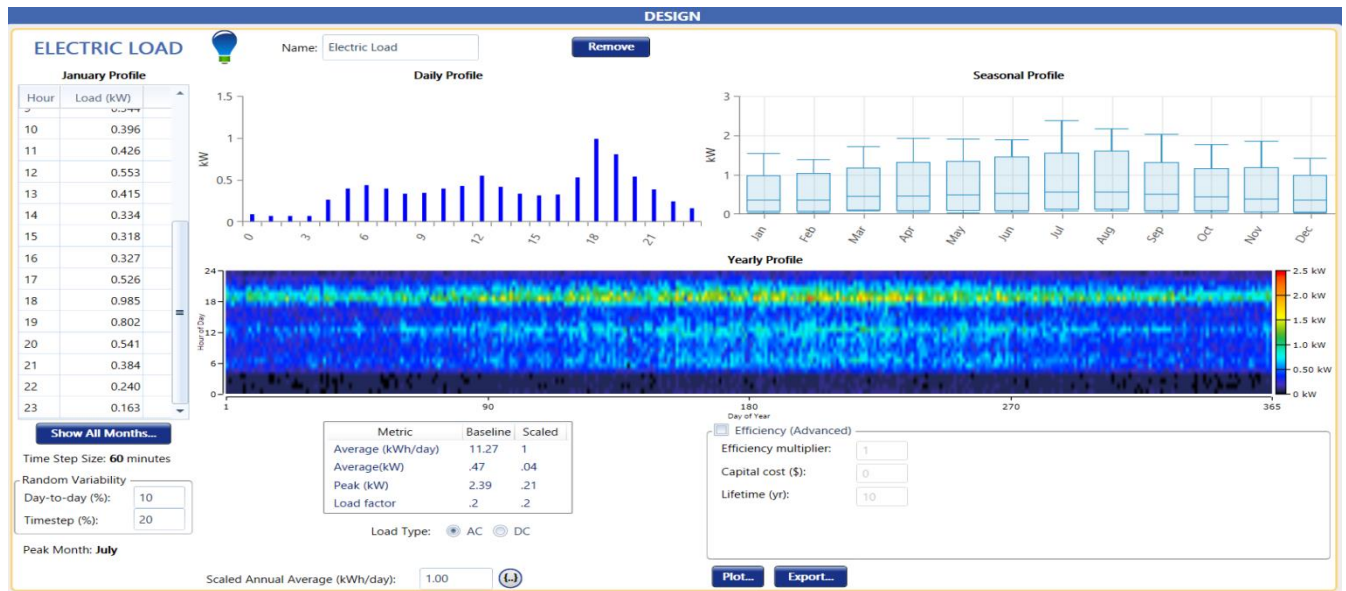 DESIGN
ELECTRIC LOAD
Name: Electric Load
Remove
January Profile
Hour Load (kW)
10 0.396
11 0.426
12 0.553
13 0.415
14 0.334
15 0.318
16 0.327
17 0.526
18 0.985
19 0.802
20 0.541
21 0.384
22 0.240
23 0.163
Show All Months...
Time Step Size: 60 minutes
Random Variability
Day-to-day (%): 10
Timestep (%): 20
Peak Month: July
Daily Profile
kW
1.5
1
0.5
0
0 3 6 9 12 15 18 21
Seasonal Profile
kW
3
2
1
0
Jan Feb Mar Apr May Jun Jul Aug Sep Oct Nov Dec
Yearly Profile
Hour of Day
24
18
12
6
0
1 90 180 270 365
Day of Year
2.5 kW
2.0 kW
1.5 kW
1.0 kW
0.50 kW
0 kW
Metric Baseline Scaled
Average (kWh/day) 11.27 1
Average(kW) .47 .04
Peak (kW) 2.39 .21
Load factor .2 .2
Load Type: AC DC
Scaled Annual Average (kWh/day): 1.00 {..}
Efficiency (Advanced)
Efficiency multiplier: 1
Capital cost ($): 0
Lifetime (yr): 10
Plot... Export...